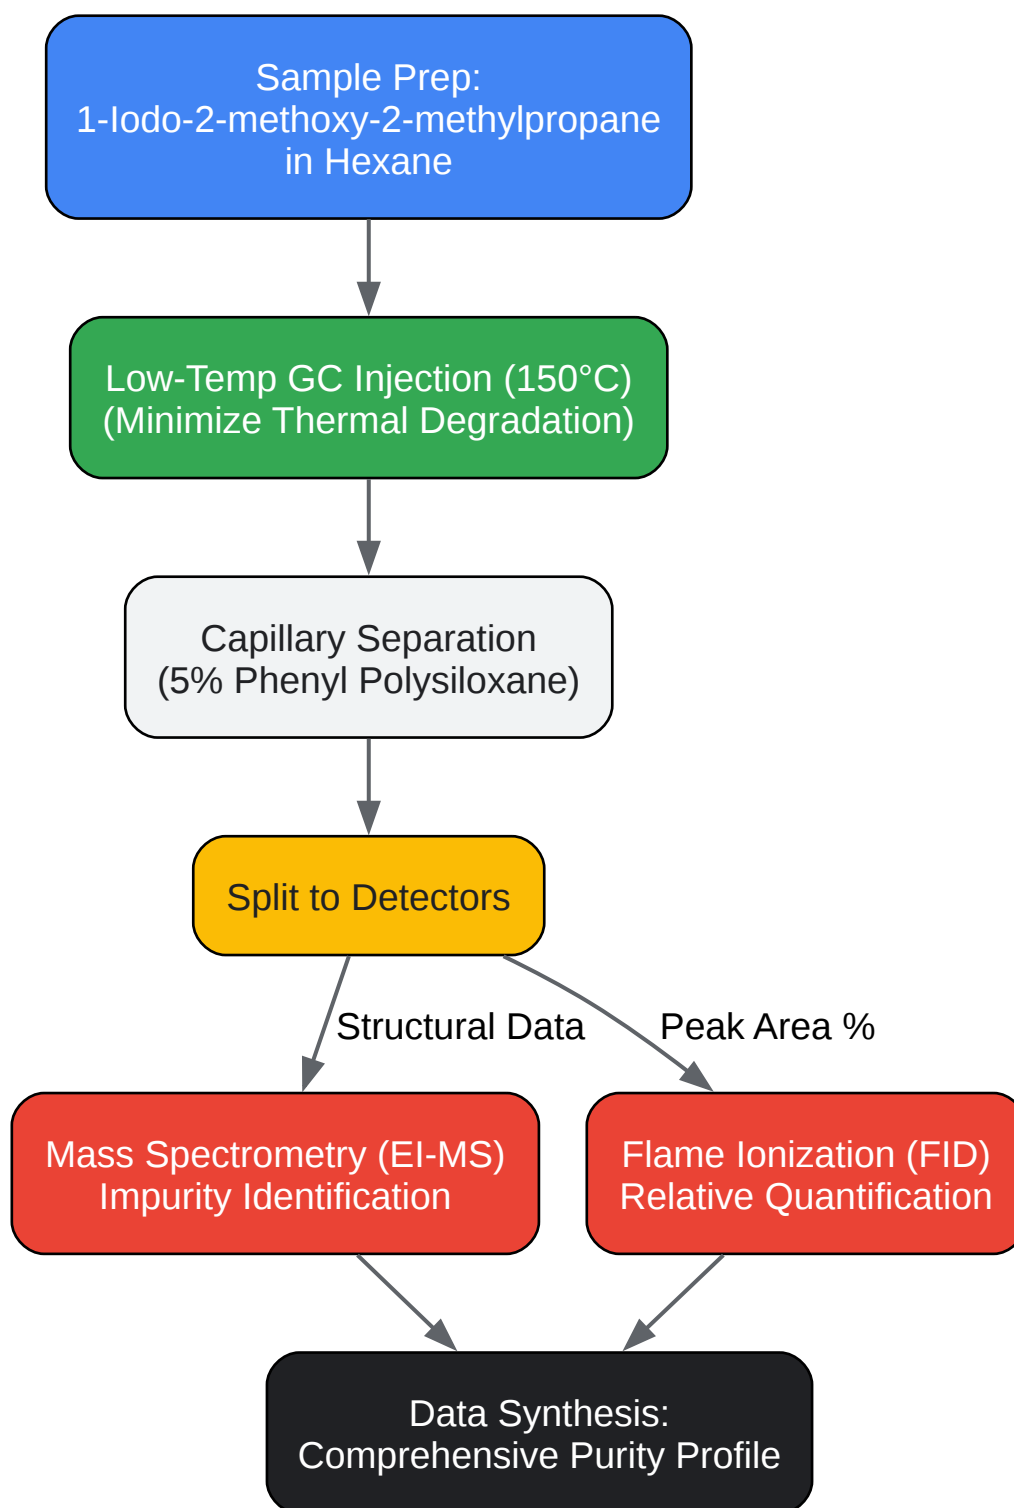 Sample Prep:
1-Iodo-2-methoxy-2-methylpropane
in Hexane
Low-Temp GC Injection (150°C)
(Minimize Thermal Degradation)
Capillary Separation
(5% Phenyl Polysiloxane)
Split to Detectors
Structural Data
Peak Area %
Mass Spectrometry (EI-MS)
Impurity Identification
Flame Ionization (FID)
Relative Quantification
Data Synthesis:
Comprehensive Purity Profile